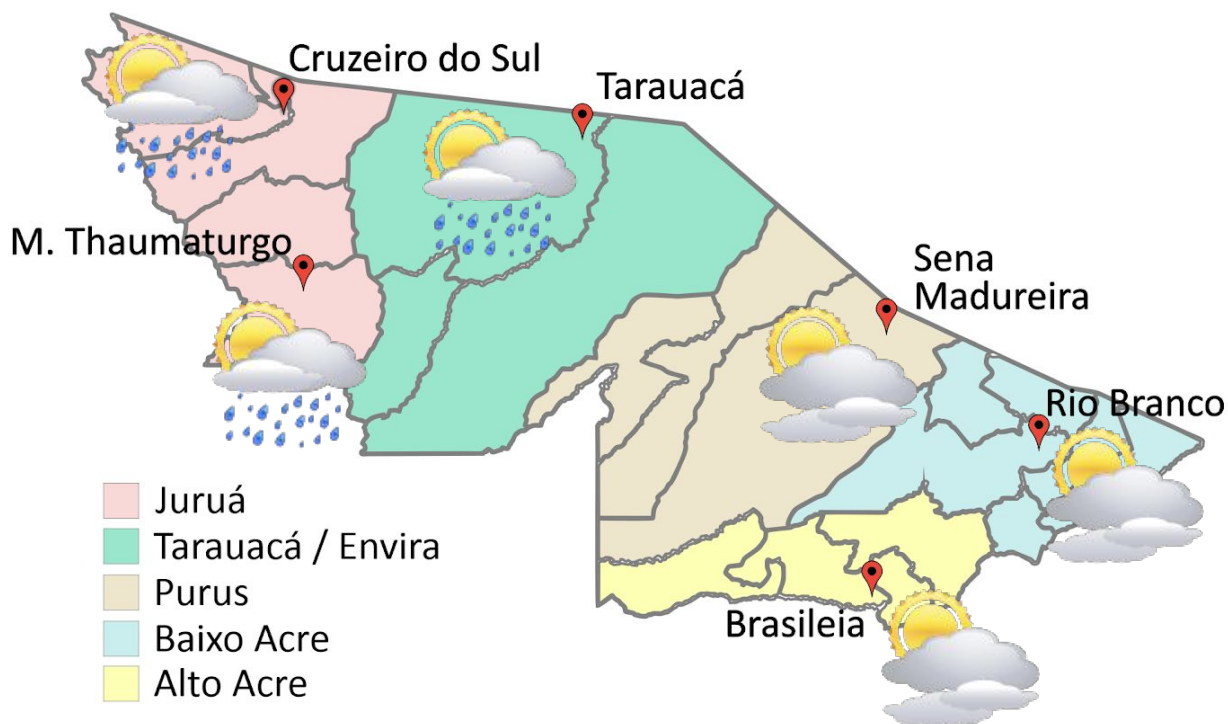 Cruzeiro do Sul
Tarauacá
M. Thaumaturgo
Sena
Madureira
Rio Branco
Brasileia
Juruá
Tarauacá / Envira
Purus
Baixo Acre
Alto Acre